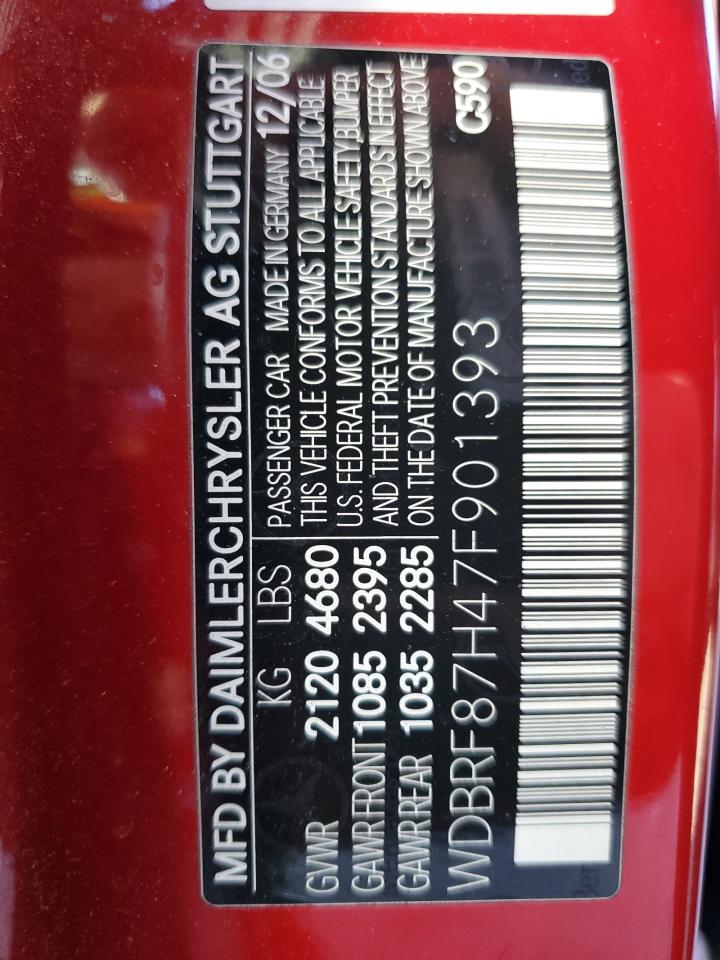 MFD BY DAIMLERCHRYSLER AG STUTTGART
KG LBS
GVWR 2120 4680
GAWR FRONT 1085 2395
GAWR REAR 1035 2285
PASSENGER CAR MADE IN GERMANY 12/06
THIS VEHICLE CONFORMS TO ALL APPLICABLE
U.S. FEDERAL MOTOR VEHICLE SAFETY BUMPER
AND THEFT PREVENTION STANDARDS IN EFFECT
ON THE DATE OF MANUFACTURE SHOWN ABOVE
WDBRF87H47F901393 C590